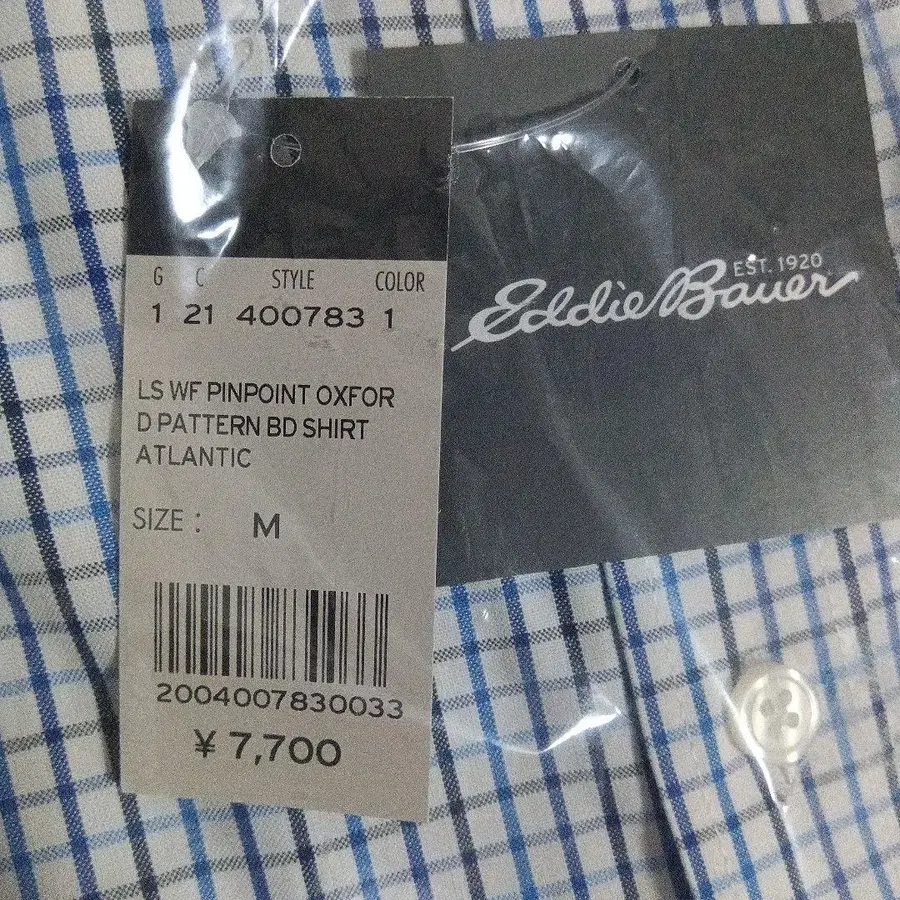 G C STYLE COLOR
1 21 400783 1
LS WF PINPOINT OXFOR
D PATTERN BD SHIRT
ATLANTIC
SIZE : M
2004007830033
¥ 7,700
EST. 1920
Eddie Bauer